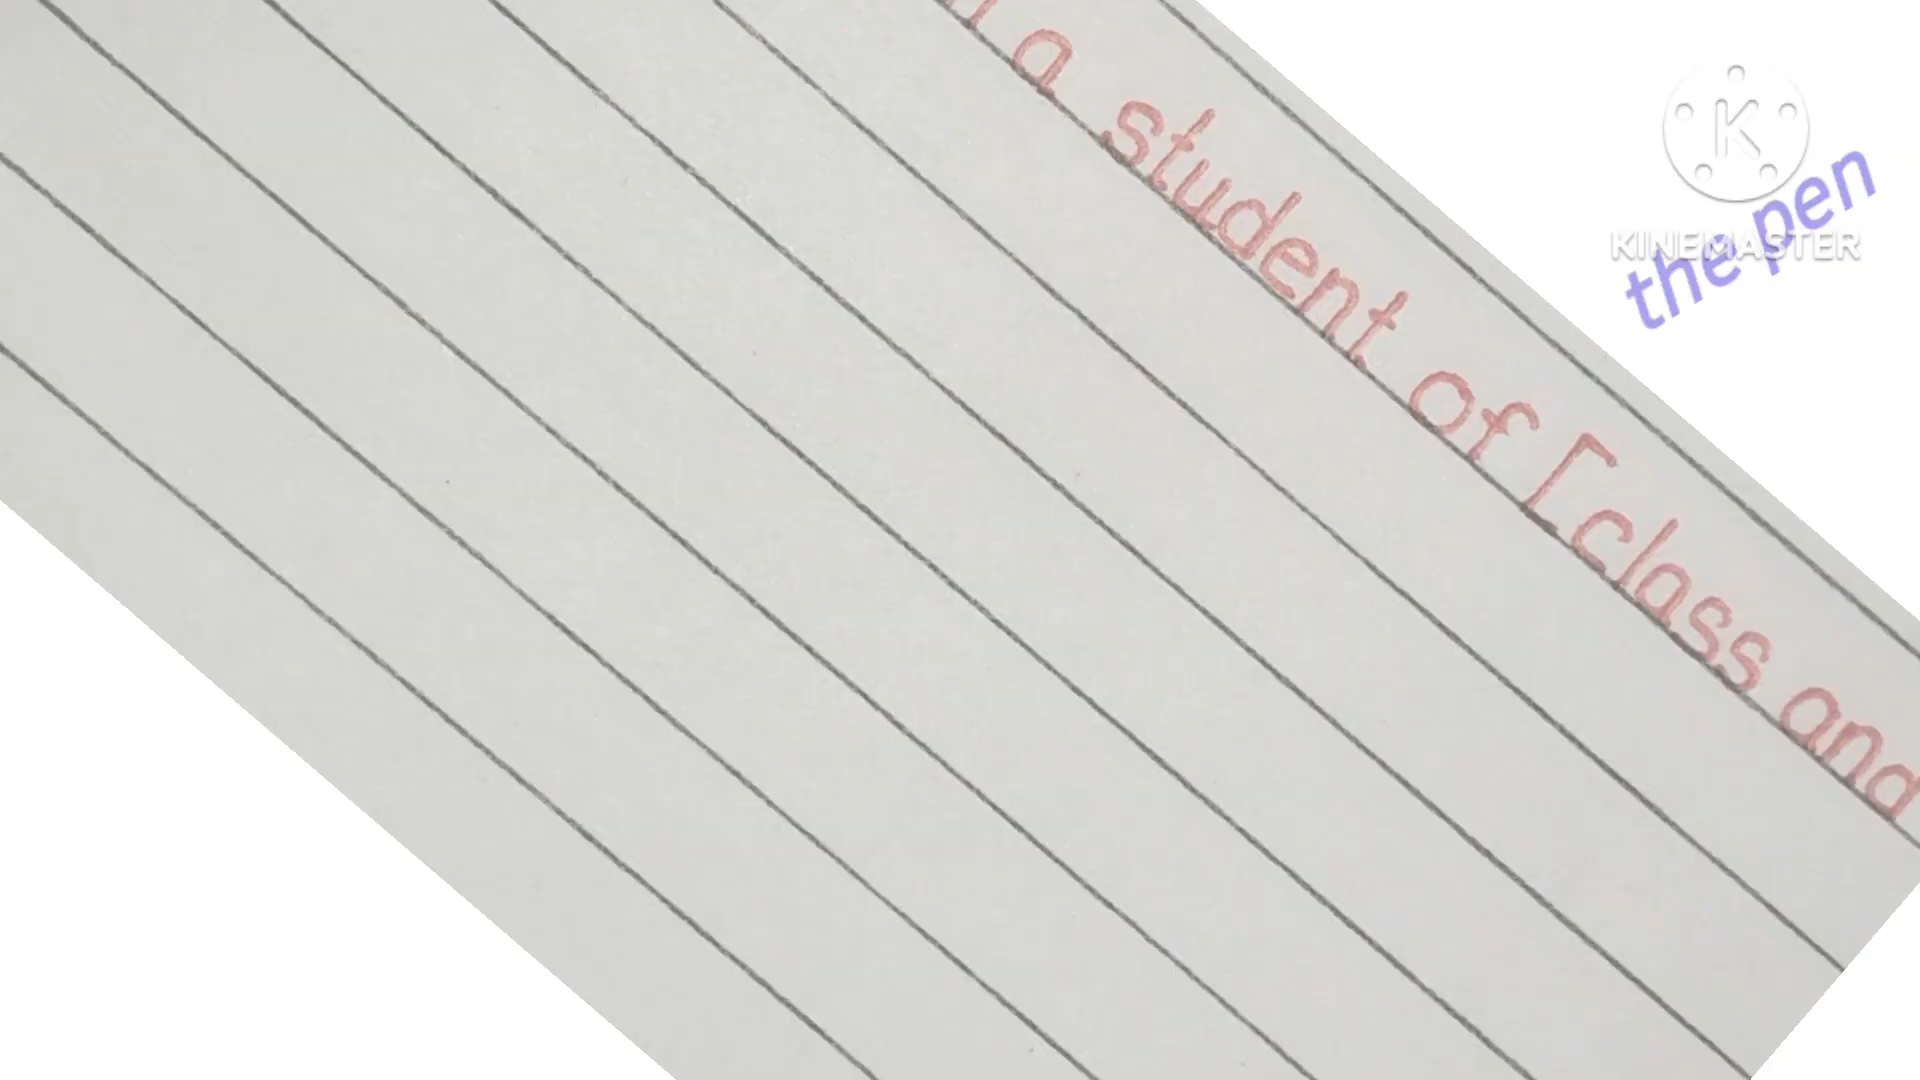 a student of [class and
K
KINEMASTER
the pen